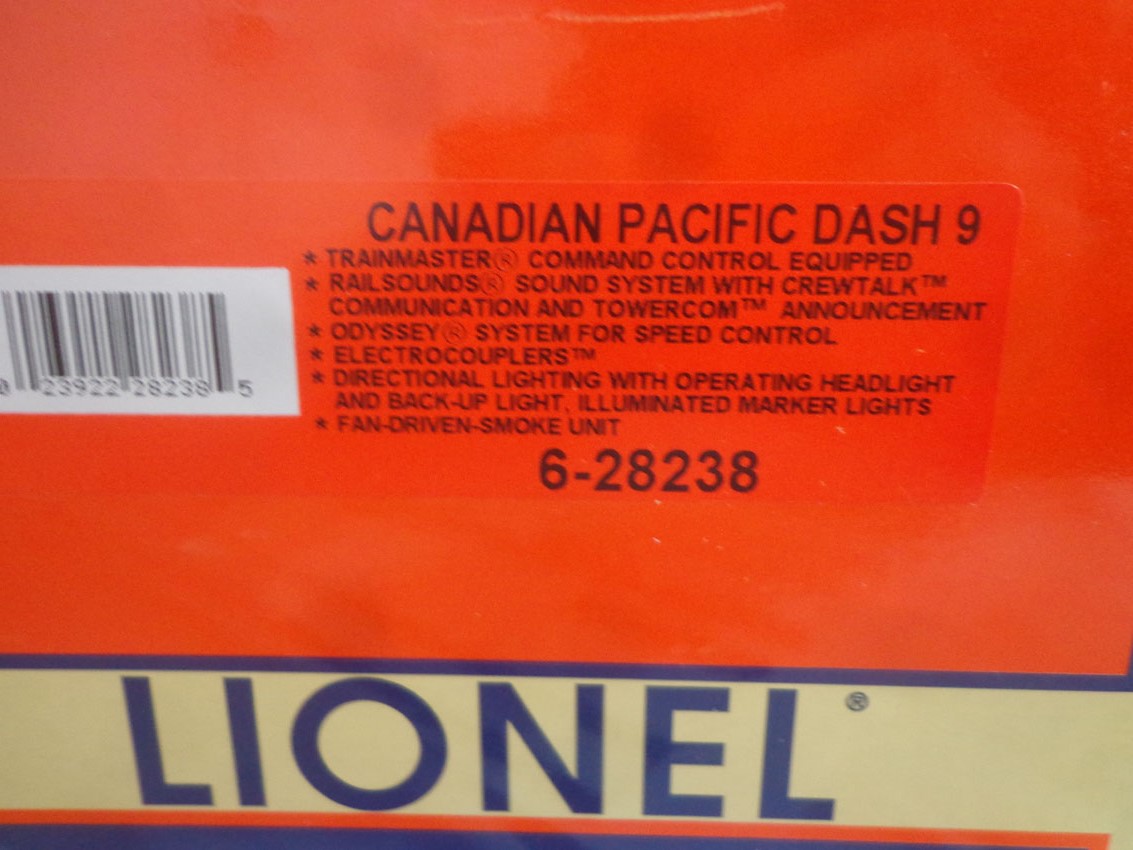 CANADIAN PACIFIC DASH 9
* TRAINMASTER® COMMAND CONTROL EQUIPPED
* RAILSOUNDS® SOUND SYSTEM WITH CREWTALK™
COMMUNICATION AND TOWERCOM™ ANNOUNCEMENT
* ODYSSEY® SYSTEM FOR SPEED CONTROL
* ELECTROCOUPLERS™
* DIRECTIONAL LIGHTING WITH OPERATING HEADLIGHT
AND BACK-UP LIGHT, ILLUMINATED MARKER LIGHTS
* FAN-DRIVEN-SMOKE UNIT
6-28238
0 23922 28238 5
LIONEL®